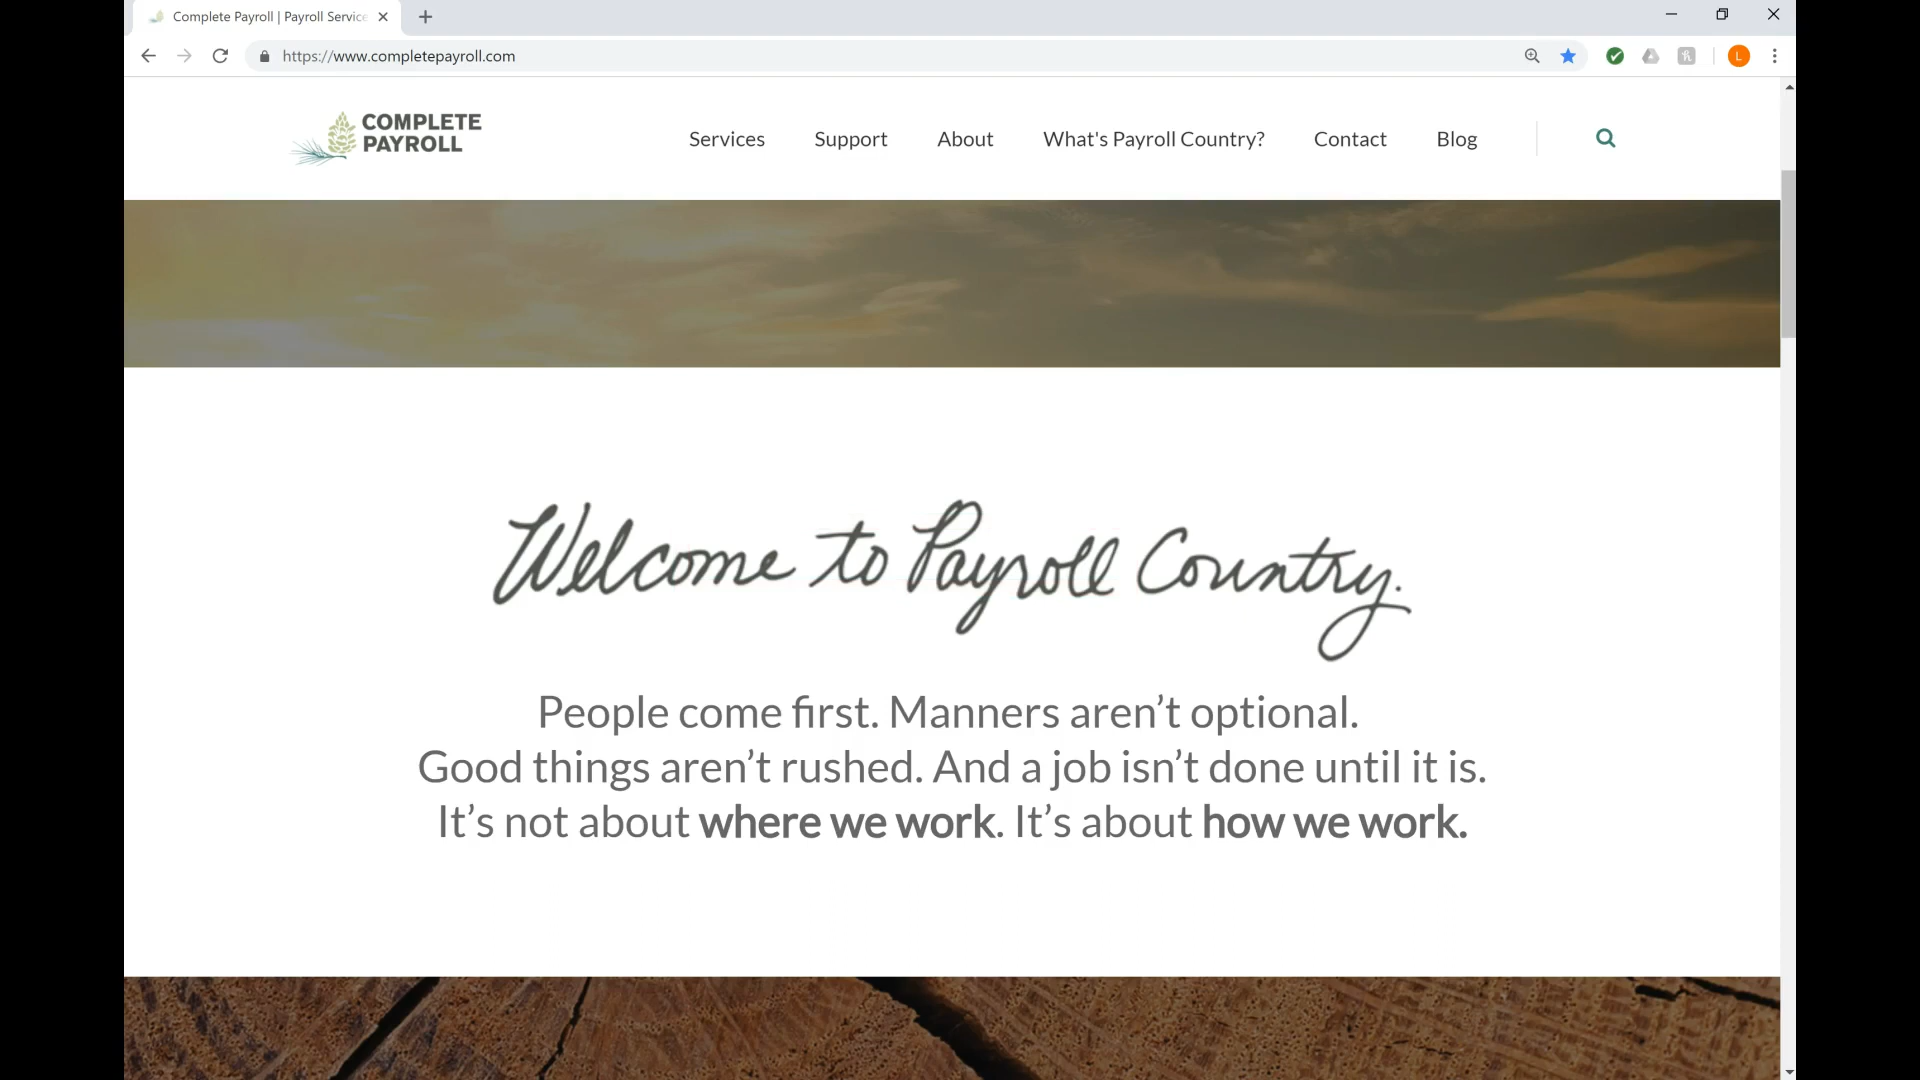 Complete Payroll | Payroll Service
https://www.completepayroll.com
L
COMPLETE
PAYROLL
Services Support About What's Payroll Country? Contact Blog
Welcome to Payroll Country.
People come first. Manners aren’t optional.
Good things aren’t rushed. And a job isn’t done until it is.
It’s not about where we work. It’s about how we work.